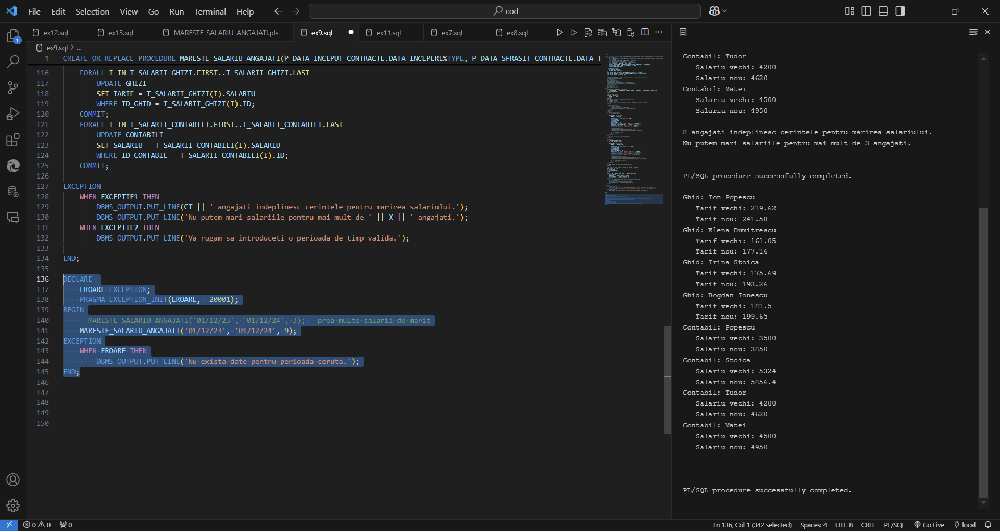 File Edit Selection View Go Run Terminal Help
cod
ex12.sql ex13.sql MARESTE_SALARIU_ANGAJATI.pls ex9.sql ex11.sql ex7.sql ex8.sql
ex9.sql > ...
3 CREATE OR REPLACE PROCEDURE MARESTE_SALARIU_ANGAJATI(P_DATA_INCEPUT CONTRACTE.DATA_INCEPERE%TYPE, P_DATA_SFRASIT CONTRACTE.DATA_T
116 FORALL I IN T_SALARII_GHIZI.FIRST..T_SALARII_GHIZI.LAST
117 UPDATE GHIZI
118 SET TARIF = T_SALARII_GHIZI(I).SALARIU
119 WHERE ID_GHID = T_SALARII_GHIZI(I).ID;
120 COMMIT;
121 FORALL I IN T_SALARII_CONTABILI.FIRST..T_SALARII_CONTABILI.LAST
122 UPDATE CONTABILI
123 SET SALARIU = T_SALARII_CONTABILI(I).SALARIU
124 WHERE ID_CONTABIL = T_SALARII_CONTABILI(I).ID;
125 COMMIT;
126
127 EXCEPTION
128 WHEN EXCEPTIE1 THEN
129 DBMS_OUTPUT.PUT_LINE(CT || ' angajati indeplinesc cerintele pentru marirea salariului.');
130 DBMS_OUTPUT.PUT_LINE('Nu putem mari salariile pentru mai mult de ' || X || ' angajati.');
131 WHEN EXCEPTIE2 THEN
132 DBMS_OUTPUT.PUT_LINE('Va rugam sa introduceti o perioada de timp valida.');
133
134 END;
135
136 DECLARE
137 EROARE EXCEPTION;
138 PRAGMA EXCEPTION_INIT(EROARE, -20001);
139 BEGIN
140 --MARESTE_SALARIU_ANGAJATI('01/12/23', '01/12/24', 3); --prea multe salarii de marit
141 MARESTE_SALARIU_ANGAJATI('01/12/23', '01/12/24', 9);
142 EXCEPTION
143 WHEN EROARE THEN
144 DBMS_OUTPUT.PUT_LINE('Nu exista date pentru perioada ceruta.');
145 END;
146
147
148
149
150
Contabil: Tudor
Salariu vechi: 4200
Salariu nou: 4620
Contabil: Matei
Salariu vechi: 4500
Salariu nou: 4950
8 angajati indeplinesc cerintele pentru marirea salariului.
Nu putem mari salariile pentru mai mult de 3 angajati.
PL/SQL procedure successfully completed.
Ghid: Ion Popescu
Tarif vechi: 219.62
Tarif nou: 241.58
Ghid: Elena Dumitrescu
Tarif vechi: 161.05
Tarif nou: 177.16
Ghid: Irina Stoica
Tarif vechi: 175.69
Tarif nou: 193.26
Ghid: Bogdan Ionescu
Tarif vechi: 181.5
Tarif nou: 199.65
Contabil: Popescu
Salariu vechi: 3500
Salariu nou: 3850
Contabil: Stoica
Salariu vechi: 5324
Salariu nou: 5856.4
Contabil: Tudor
Salariu vechi: 4200
Salariu nou: 4620
Contabil: Matei
Salariu vechi: 4500
Salariu nou: 4950
PL/SQL procedure successfully completed.
1
0 0 0 Ln 136, Col 1 (342 selected) Spaces: 4 UTF-8 CRLF PL/SQL Go Live local